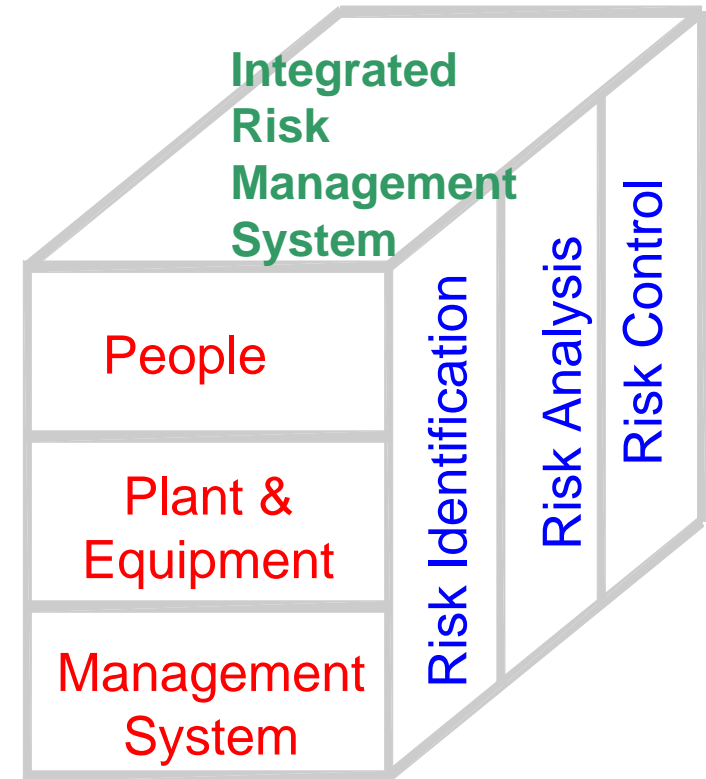 Integrated
Risk
Management
System
People
Plant &
Equipment
Management
System
Risk Identification
Risk Analysis
Risk Control